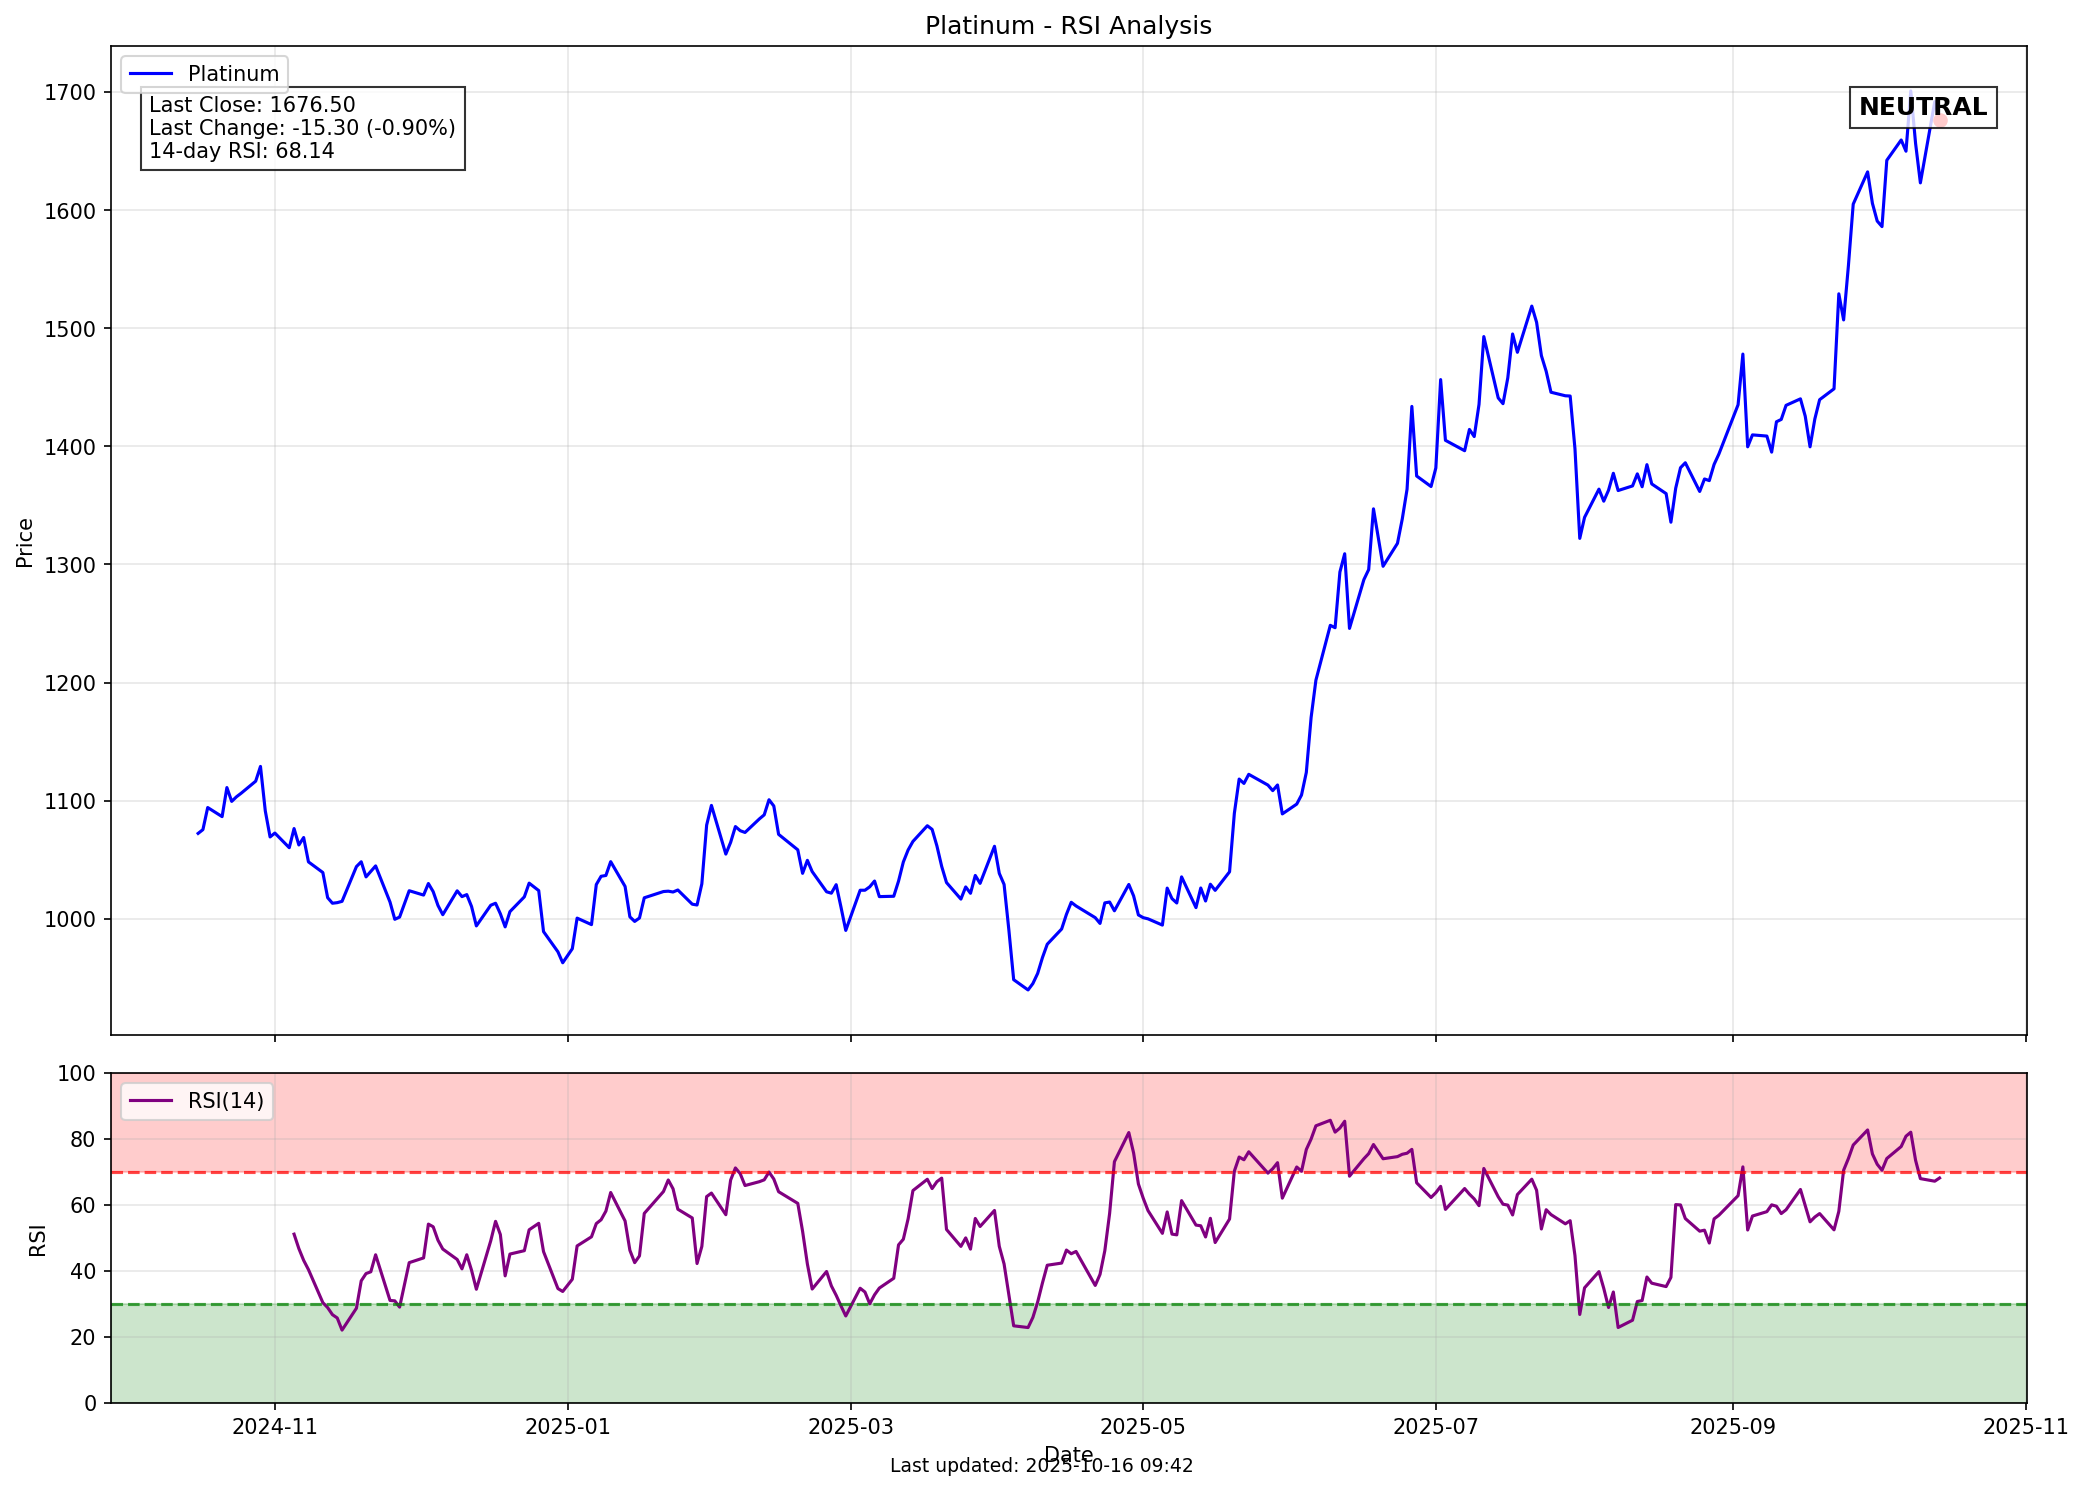 Platinum - RSI Analysis
Platinum
Last Close: 1676.50
Last Change: -15.30 (-0.90%)
14-day RSI: 68.14
NEUTRAL
1700
1600
1500
1400
1300
1200
1100
1000
Price
RSI(14)
100
80
60
40
20
0
RSI
2024-11
2025-01
2025-03
2025-05
2025-07
2025-09
2025-11
Date
Last updated: 2025-10-16 09:42